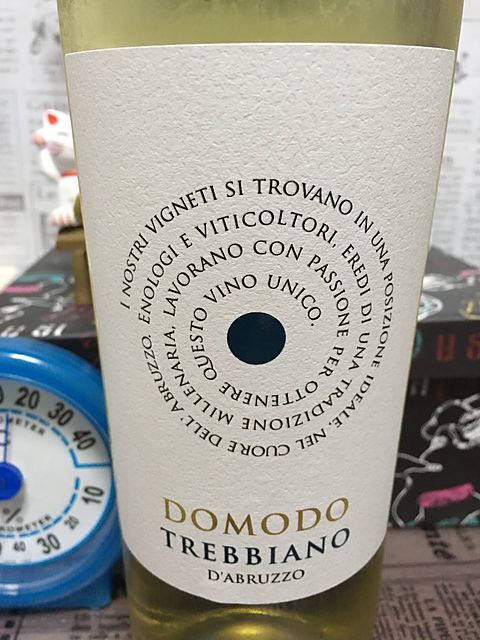 I NOSTRI VIGNETI SI TROVANO IN UNA POSIZIONE IDEALE, NEL CUORE DELL'ABRUZZO. ENOLOGI E VITICOLTORI, EREDI DI UNA TRADIZIONE MILLENARIA, LAVORANO CON PASSIONE PER OTTENERE QUESTO VINO UNICO.
DOMODO
TREBBIANO
D'ABRUZZO
20 30 40
10
%
40 30 20